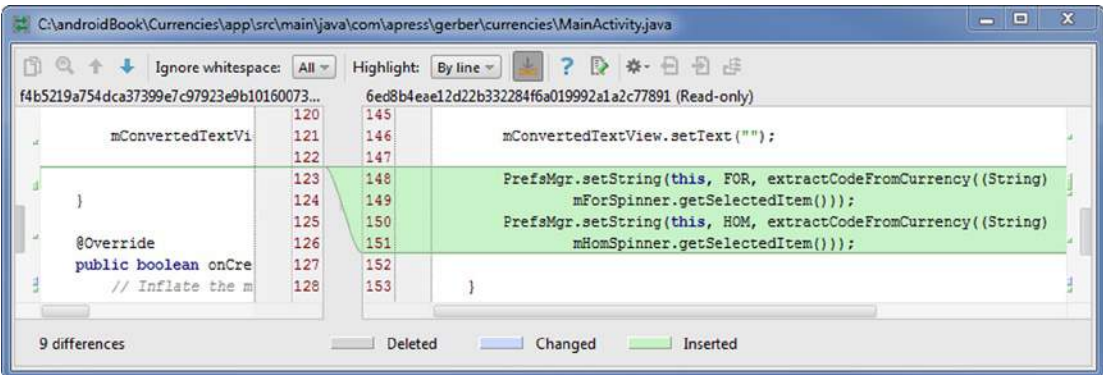 C:\androidBook\Currencies\app\src\main\java\com\apress\gerber\currencies\MainActivity.java
Ignore whitespace: All Highlight: By line ?
f4b5219a754dca37399e7c97923e9b10160073... 6ed8b4eae12d22b332284f6a019992a1a2c77891 (Read-only)
120 145
mConvertedTextVi 121 146 mConvertedTextView.setText("");
122 147
123 148 PrefsMgr.setString(this, FOR, extractCodeFromCurrency((String)
} 124 149 mForSpinner.getSelectedItem()));
125 150 PrefsMgr.setString(this, HOM, extractCodeFromCurrency((String)
@Override 126 151 mHomSpinner.getSelectedItem()));
public boolean onCre 127 152
// Inflate the m 128 153 }
9 differences Deleted Changed Inserted